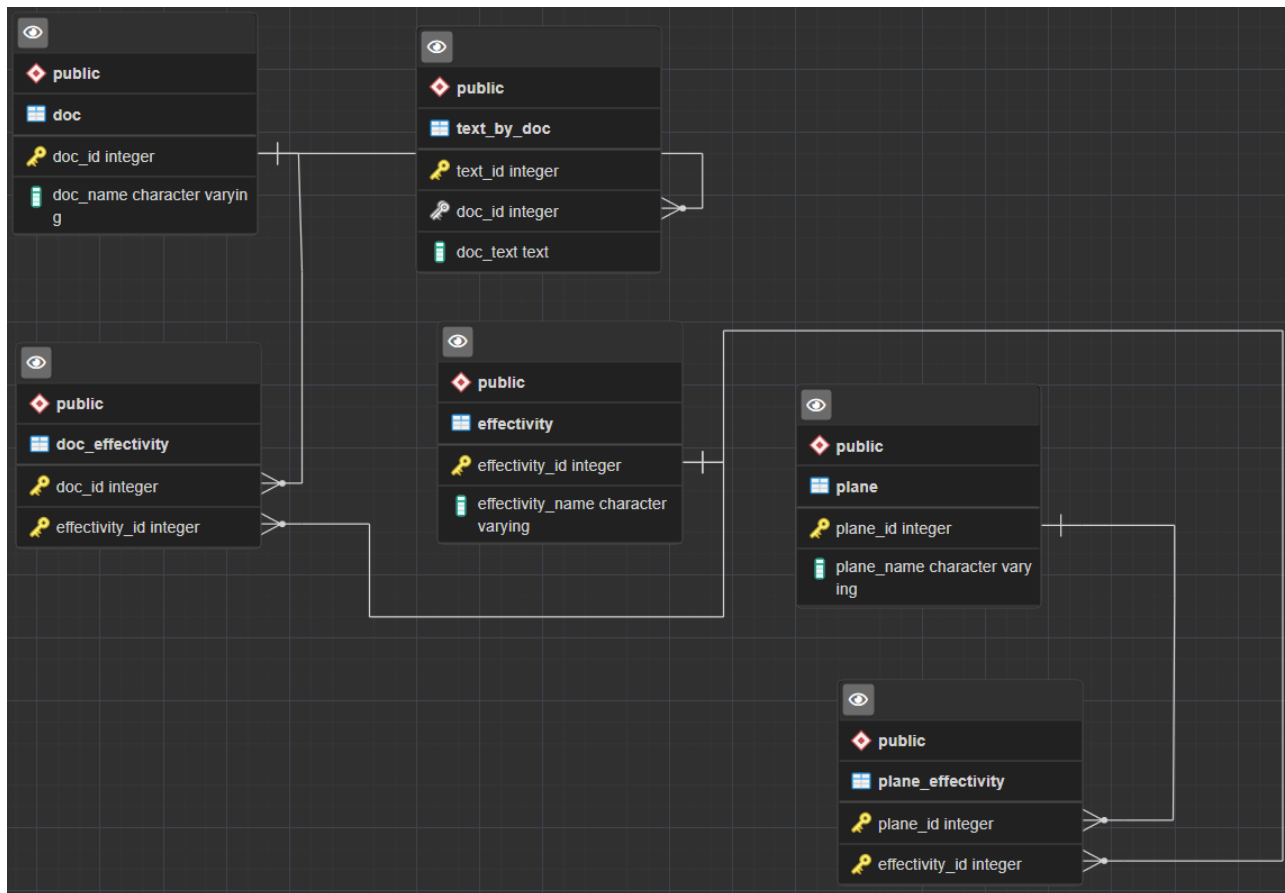 public
doc
doc_id integer
doc_name character varyin
g
public
text_by_doc
text_id integer
doc_id integer
doc_text text
public
doc_effectivity
doc_id integer
effectivity_id integer
public
effectivity
effectivity_id integer
effectivity_name character
varying
public
plane
plane_id integer
plane_name character vary
ing
public
plane_effectivity
plane_id integer
effectivity_id integer